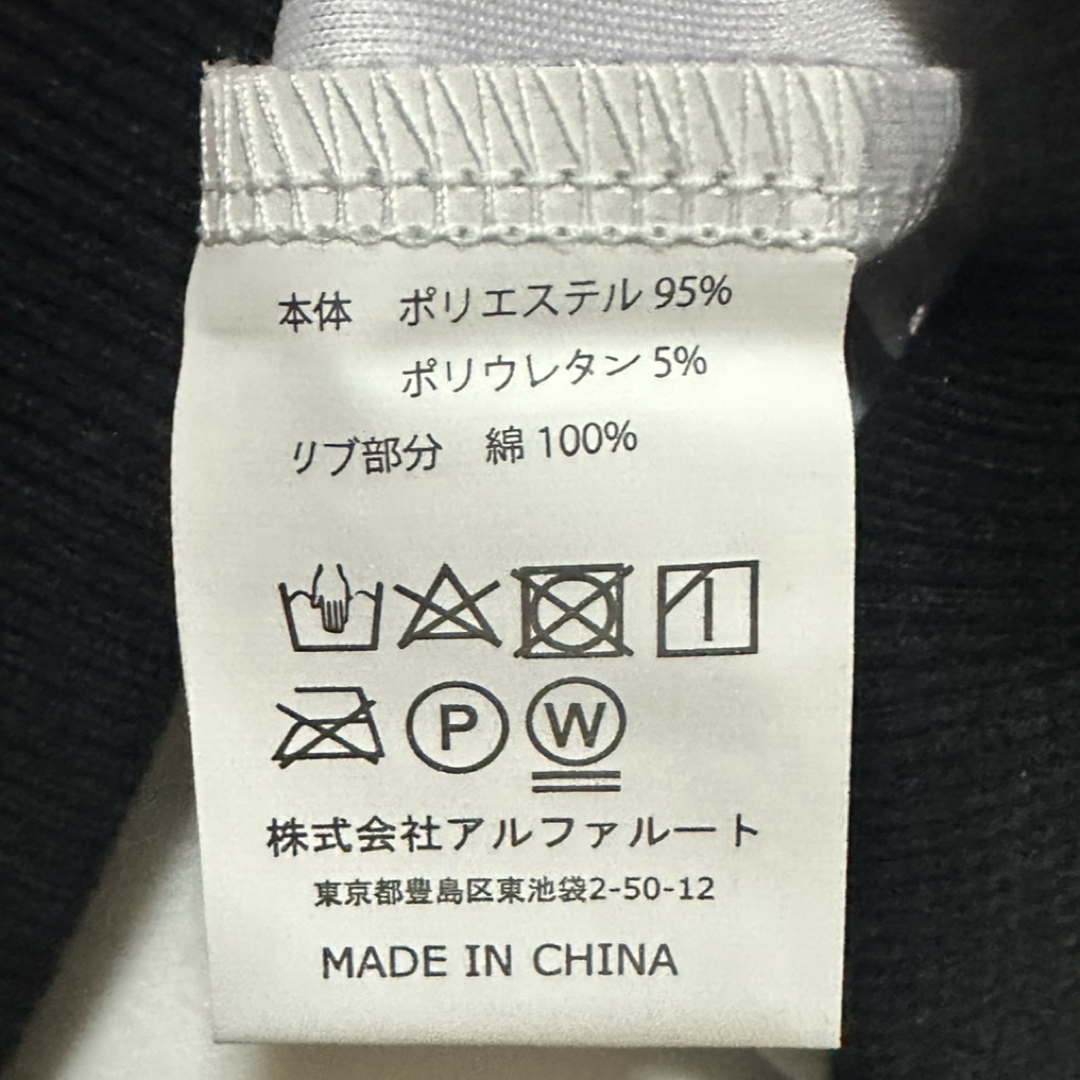 本体 ポリエステル 95%
ポリウレタン 5%
リブ部分 綿 100%
P W
株式会社アルファルート
東京都豊島区東池袋2-50-12
MADE IN CHINA